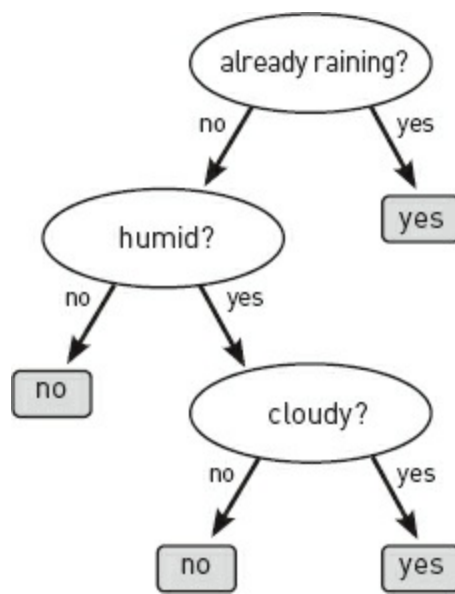 already raining?
no
yes
humid?
yes
no
yes
no
cloudy?
no
yes
no
yes